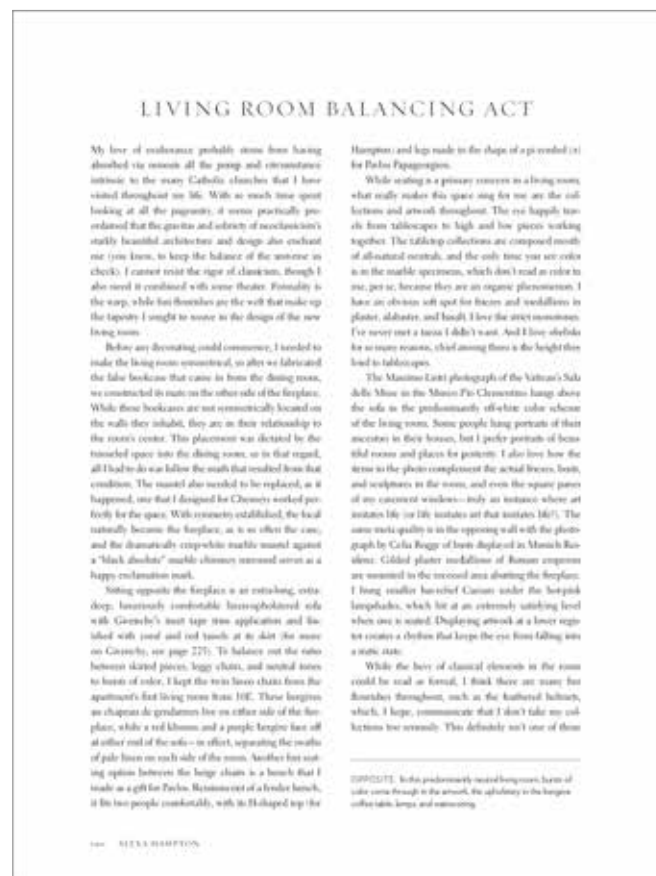 LIVING ROOM BALANCING ACT
My love of exuberance probably stems from having
absorbed via osmosis all the pomp and circumstance
intrinsic to the many Catholic churches that I have
visited throughout my life. With so much time spent
looking at all the pageantry, it seems practically pre-
ordained that the gravitas and sobriety of neoclassicism's
starkly beautiful architecture and design also enchant
me (you know, to keep the balance of the universe in
check). I cannot resist the rigor of classicism, though I
also need it combined with some theater. Formality is
the warp, while fun flourishes are the weft that make up
the tapestry I sought to weave in the design of the new
living room.
Before any decorating could commence, I needed to
make the living room symmetrical, so after we fabricated
the false bookcase that came in from the dining room,
we constructed its mate on the other side of the fireplace.
While these bookcases are not symmetrically located on
the walls they inhabit, they are in their relationship to
the room's center. This placement was dictated by the
tunneled space into the dining room, so in that regard,
all I had to do was follow the math that resulted from that
condition. The mantel also needed to be replaced, as it
happened, one that I designed for Chesneys worked per-
fectly for the space. With symmetry established, the focal
naturally became the fireplace, as is so often the case,
and the dramatically crisp-white marble mantel against
a "black absolute" marble chimney surround serves as a
happy exclamation mark.
Sitting opposite the fireplace is an extra-long, extra-
deep, luxuriously comfortable linen-upholstered sofa
with Givenchy's inset tape trim application and fin-
ished with cord and red tassels at its skirt (for more
on Givenchy, see page 225). To balance out the ratio
between skirted pieces, leggy chairs, and neutral tones
to bursts of color, I kept the twin linen chairs from the
apartment's first living room from 10E. These bergères
au chapeau de gendarmes live on either side of the fire-
place, while a red klismos and a purple bergère face off
at either end of the sofa—in effect, separating the swaths
of pale linen on each side of the room. Another fun seat-
ing option between the beige chairs is a bench that I
made as a gift for Pavlos. Reminiscent of a fender bench,
it fits two people comfortably, with its H-shaped top (for
Hampton) and legs made in the shape of a pi symbol (π)
for Pavlos Papageorgiou.
While seating is a primary concern in a living room,
what really makes this space sing for me are the col-
lections and artwork throughout. The eye happily trav-
els from tablescapes to high and low pieces working
together. The tabletop collections are composed mostly
of all-natural neutrals, and the only time you see color
is in the marble specimens, which don't read as color to
me, per se, because they are an organic phenomenon. I
have an obvious soft spot for friezes and medallions in
plaster, alabaster, and basalt. I love the strict monotones.
I've never met a tazza I didn't want. And I love obelisks
for so many reasons, chief among them is the height they
lend to tablescapes.
The Massimo Listri photograph of the Vatican's Sala
delle Muse in the Museo Pio Clementino hangs above
the sofa in the predominantly off-white color scheme
of the living room. Some people hang portraits of their
ancestors in their houses, but I prefer portraits of beau-
tiful rooms and places for posterity. I also love how the
items in the photo complement the actual friezes, busts,
and sculptures in the room, and even the square panes
of my casement windows—truly an instance where art
imitates life (or life imitates art that imitates life?). The
same meta quality is in the opposing wall with the photo-
graph by Celia Rogge of busts displayed in Munich Res-
idenz. Gilded plaster medallions of Roman emperors
are mounted in the recessed area abutting the fireplace.
I hung smaller bas-relief Caesars under the hot-pink
lampshades, which hit at an extremely satisfying level
when one is seated. Displaying artwork at a lower regis-
ter creates a rhythm that keeps the eye from falling into
a static state.
While the bevy of classical elements in the room
could be read as formal, I think there are many fun
flourishes throughout, such as the feathered helmets,
which, I hope, communicate that I don't take my col-
lections too seriously. This definitely isn't one of those
OPPOSITE In this predominantly neutral living room, bursts of
color come through in the artwork, the upholstery in the bergère
coffee table, lamps, and
ALEXA HAMPTON